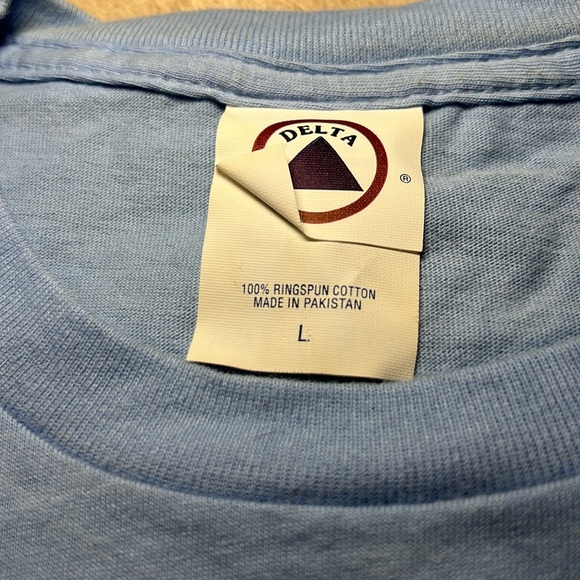 DELTA
®
100% RINGSPUN COTTON
MADE IN PAKISTAN
L